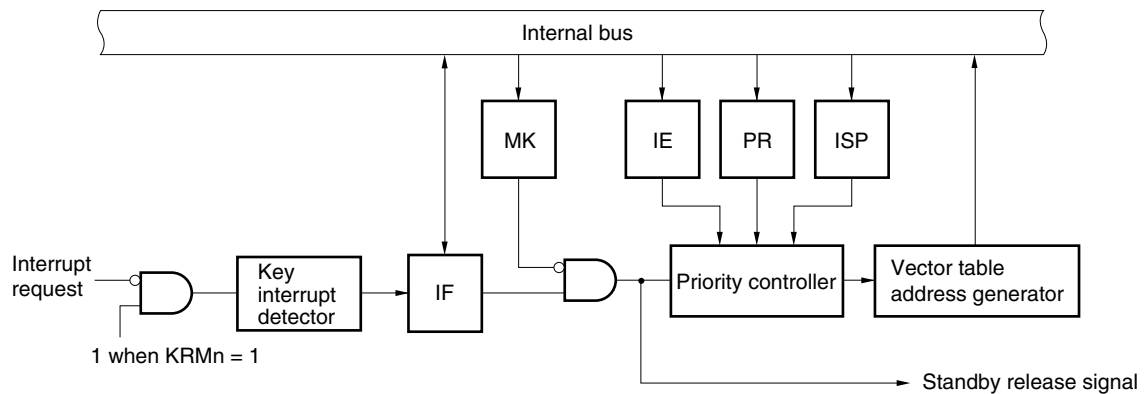 Internal bus
MK
IE
PR
ISP
Interrupt
request
Key
interrupt
detector
IF
Priority controller
Vector table
address generator
1 when KRMn = 1
Standby release signal